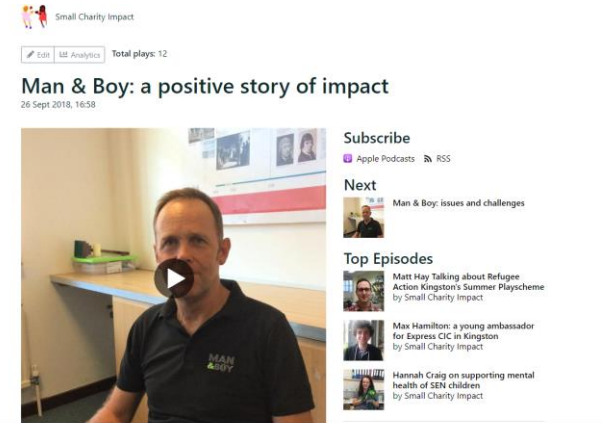 Small Charity Impact
Edit
Analytics
Total plays: 12
Man & Boy: a positive story of impact
26 Sept 2018, 16:58
MAN
&BOY
Subscribe
Apple Podcasts
RSS
Next
Man & Boy: issues and challenges
Top Episodes
Matt Hay Talking about Refugee
Action Kingston's Summer Playscheme
by Small Charity Impact
Max Hamilton: a young ambassador
for Express CIC in Kingston
by Small Charity Impact
Hannah Craig on supporting mental
health of SEN children
by Small Charity Impact